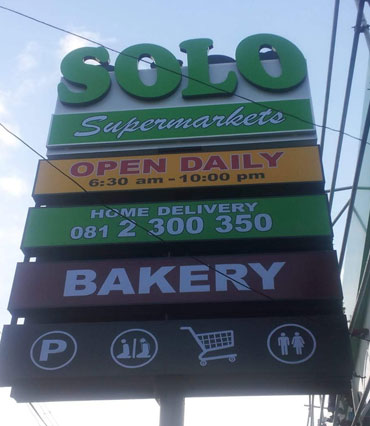 SOLO
Supermarkets
OPEN DAILY
6:30 am - 10:00 pm
HOME DELIVERY
081 2 300 350
BAKERY
P